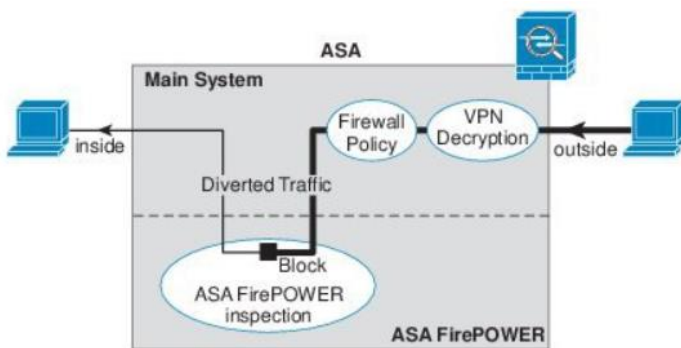 ASA
Main System
Firewall
Policy
VPN
Decryption
inside
outside
Diverted Traffic
Block
ASA FirePOWER
inspection
ASA FirePOWER